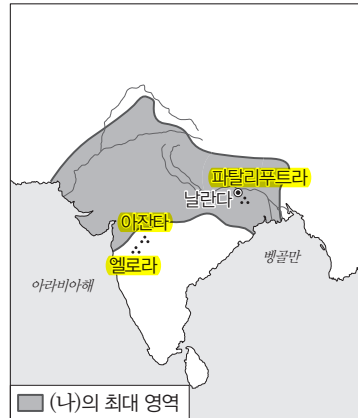 파탈리푸트라
날란다
아잔타
엘로라
벵골만
아라비아해
(나)의 최대 영역